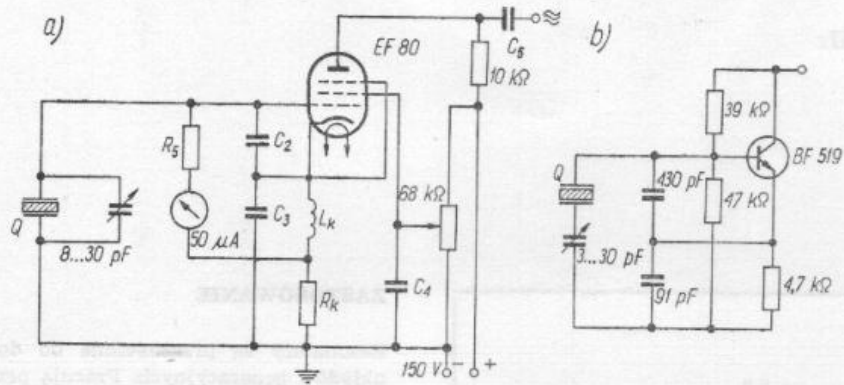 a)
EF 80
C6
b)
10 kΩ
39 kΩ
BF 519
R5
C2
Q
430 pF
68 kΩ
47 kΩ
Q
C3
Lk
50 μA
8...30 pF
3...30 pF
Rk
C4
91 pF
4,7 kΩ
150 V
- +